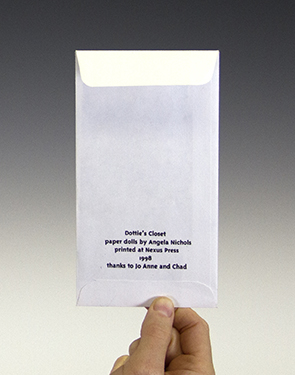 Dottie's Closet
paper dolls by Angela Nichols
printed at Nexus Press
1998
thanks to Jo Anne and Chad